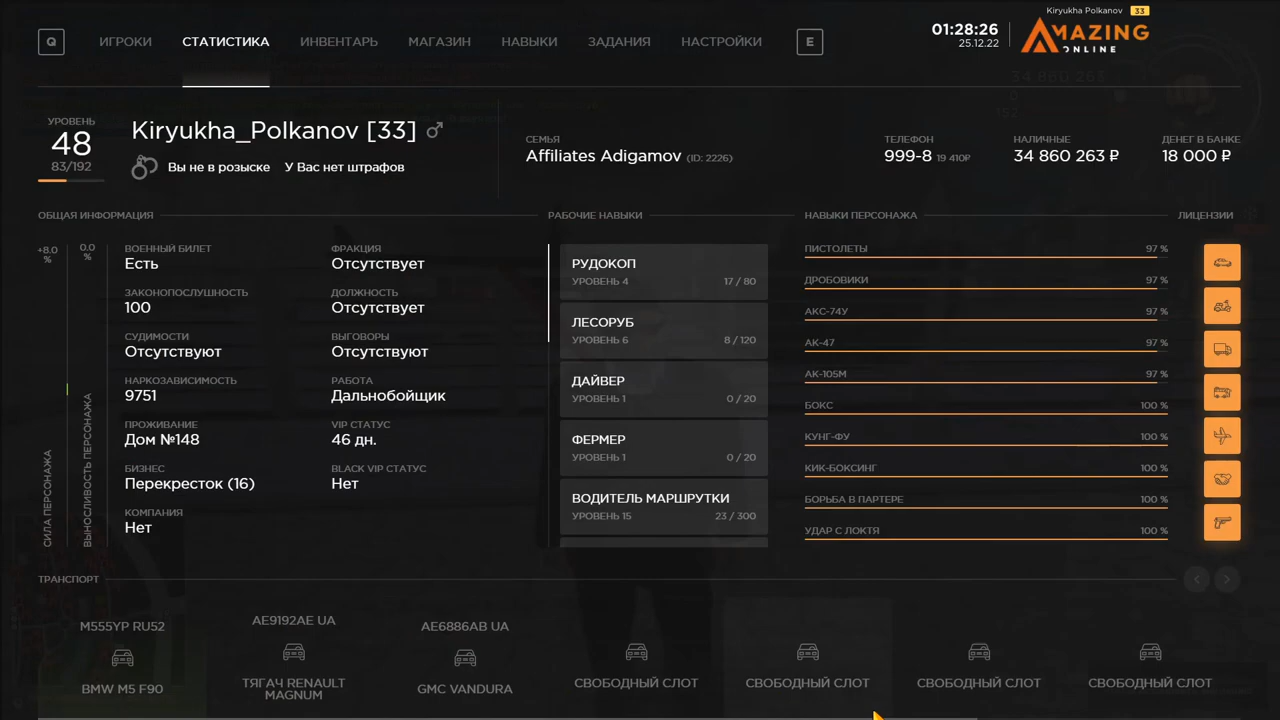 Kiryukha Polkanov 33
Q ИГРОКИ СТАТИСТИКА ИНВЕНТАРЬ МАГАЗИН НАВЫКИ ЗАДАНИЯ НАСТРОЙКИ E
01:28:26
25.12.22
AMAZING
ONLINE
34 860 263
0
УРОВЕНЬ
48
83/192
Kiryukha_Polkanov [33]
Вы не в розыске У Вас нет штрафов
СЕМЬЯ
Affiliates Adigamov (ID: 2226)
ТЕЛЕФОН
999-8 19 410₽
НАЛИЧНЫЕ
34 860 263 ₽
ДЕНЕГ В БАНКЕ
18 000 ₽
ОБЩАЯ ИНФОРМАЦИЯ
+8.0
%
СИЛА ПЕРСОНАЖА
0.0
%
ВЫНОСЛИВОСТЬ ПЕРСОНАЖА
ВОЕННЫЙ БИЛЕТ
Есть
ЗАКОНОПОСЛУШНОСТЬ
100
СУДИМОСТИ
Отсутствуют
НАРКОЗАВИСИМОСТЬ
9751
ПРОЖИВАНИЕ
Дом №148
БИЗНЕС
Перекресток (16)
КОМПАНИЯ
Нет
ФРАКЦИЯ
Отсутствует
ДОЛЖНОСТЬ
Отсутствует
ВЫГОВОРЫ
Отсутствуют
РАБОТА
Дальнобойщик
VIP СТАТУС
46 дн.
BLACK VIP СТАТУС
Нет
РАБОЧИЕ НАВЫКИ
РУДОКОП
УРОВЕНЬ 4 17 / 80
ЛЕСОРУБ
УРОВЕНЬ 6 8 / 120
ДАЙВЕР
УРОВЕНЬ 1 0 / 20
ФЕРМЕР
УРОВЕНЬ 1 0 / 20
ВОДИТЕЛЬ МАРШРУТКИ
УРОВЕНЬ 15 23 / 300
НАВЫКИ ПЕРСОНАЖА
ПИСТОЛЕТЫ 97 %
ДРОБОВИКИ 97 %
АКС-74У 97 %
АК-47 97 %
АК-105М 97 %
БОКС 100 %
КУНГ-ФУ 100 %
КИК-БОКСИНГ 100 %
БОРЬБА В ПАРТЕРЕ 100 %
УДАР С ЛОКТЯ 100 %
ЛИЦЕНЗИИ
ТРАНСПОРТ
M555YP RU52
BMW M5 F90
AE9192AE UA
ТЯГАЧ RENAULT
MAGNUM
AE6886AB UA
GMC VANDURA
СВОБОДНЫЙ СЛОТ
СВОБОДНЫЙ СЛОТ
СВОБОДНЫЙ СЛОТ
СВОБОДНЫЙ СЛОТ